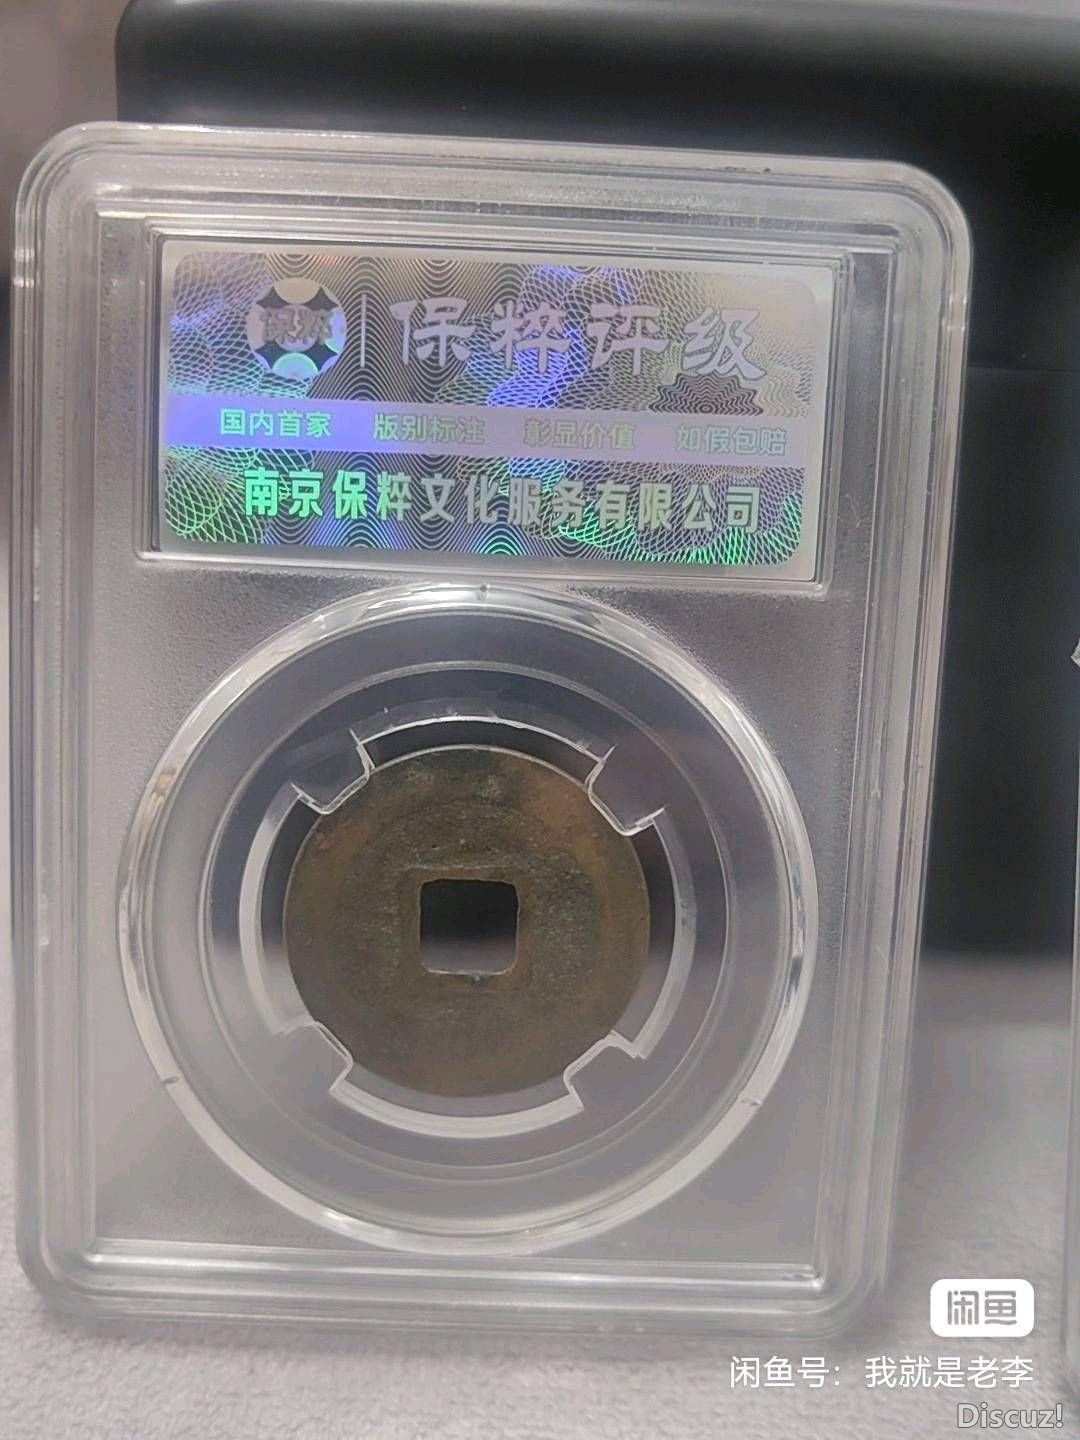 保粹 保粹评级
国内首家 版别标注 彰显价值 如假包赔
南京保粹文化服务有限公司
闲鱼
闲鱼号：我就是老李
Discuz!